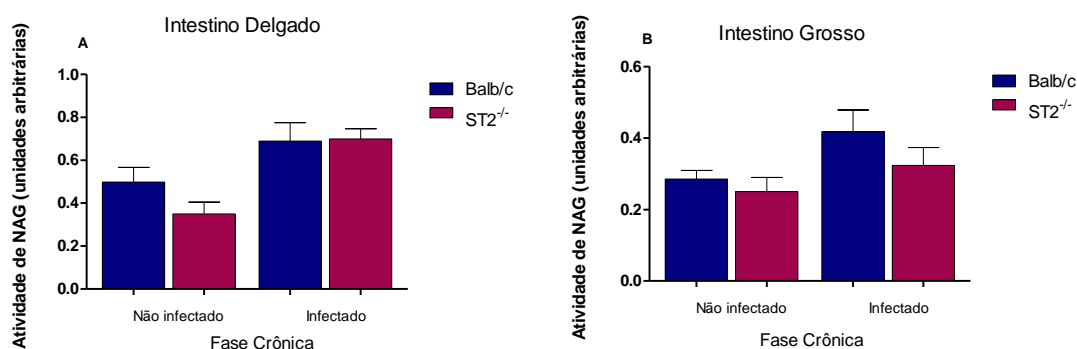 A
Intestino Delgado
Atividade de NAG (unidades arbitrárias)
1.0
0.8
0.6
0.4
0.2
0.0
Não infectado
Infectado
Fase Crônica
Balb/c
ST2-/-
B
Intestino Grosso
Atividade de NAG (unidades arbitrárias)
0.6
0.4
0.2
0.0
Não infectado
Infectado
Fase Crônica
Balb/c
ST2-/-